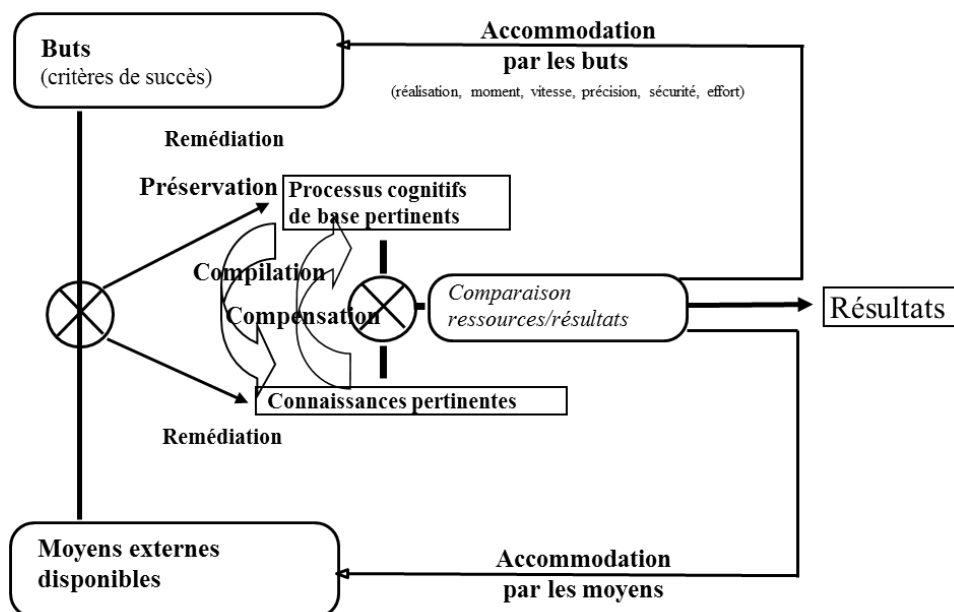 Buts
(critères de succès)
Accommodation
par les buts
(réalisation, moment, vitesse, précision, sécurité, effort)
Remédiation
Préservation
Processus cognitifs
de base pertinents
Compilation
Compensation
Comparaison
ressources/résultats
Résultats
Connaissances pertinentes
Remédiation
Moyens externes
disponibles
Accommodation
par les moyens